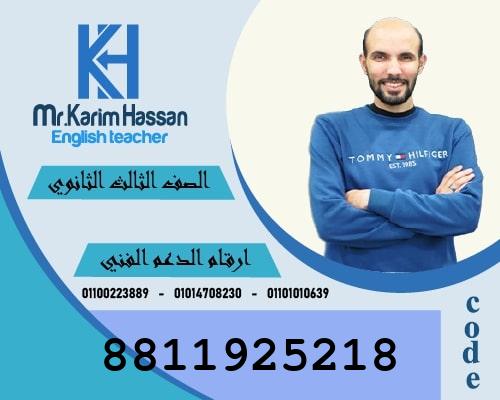 KH
Mr.Karim Hassan
English teacher
TOMMY HILFIGER
EST. 1985
الصف الثالث الثانوي
ارقام الدعم الفني
01100223889 - 01014708230 - 01101010639
code
8811925218